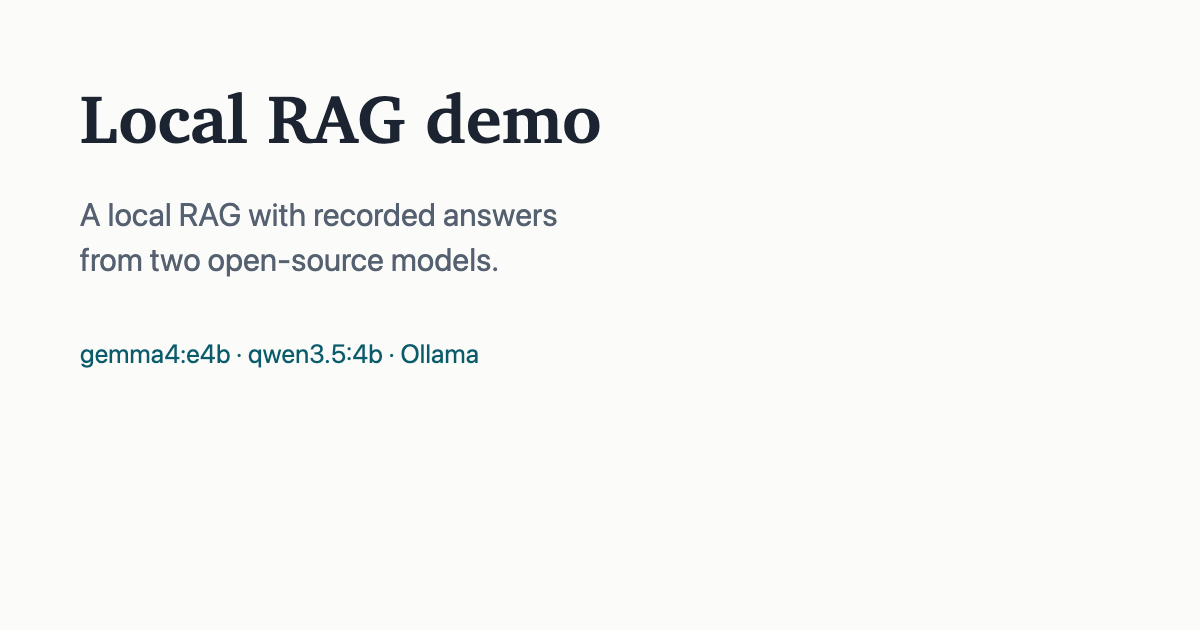 Local RAG demo
A local RAG with recorded answers
from two open-source models.
gemma4:e4b · qwen3.5:4b · Ollama